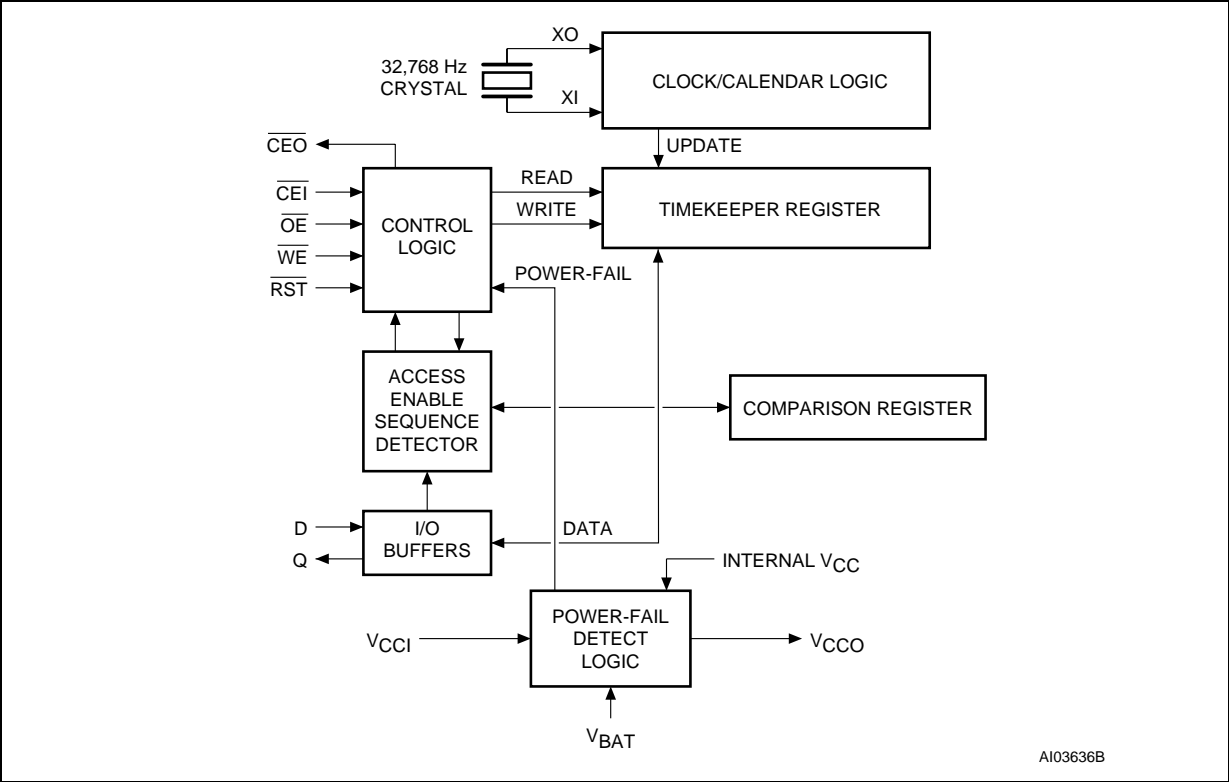 XO
32,768 Hz
CRYSTAL
XI
CLOCK/CALENDAR LOGIC
UPDATE
CEO
CEI
OE
WE
RST
CONTROL
LOGIC
READ
WRITE
TIMEKEEPER REGISTER
POWER-FAIL
ACCESS
ENABLE
SEQUENCE
DETECTOR
COMPARISON REGISTER
D
Q
I/O
BUFFERS
DATA
INTERNAL VCC
VCCI
POWER-FAIL
DETECT
LOGIC
VCCO
VBAT
AI03636B